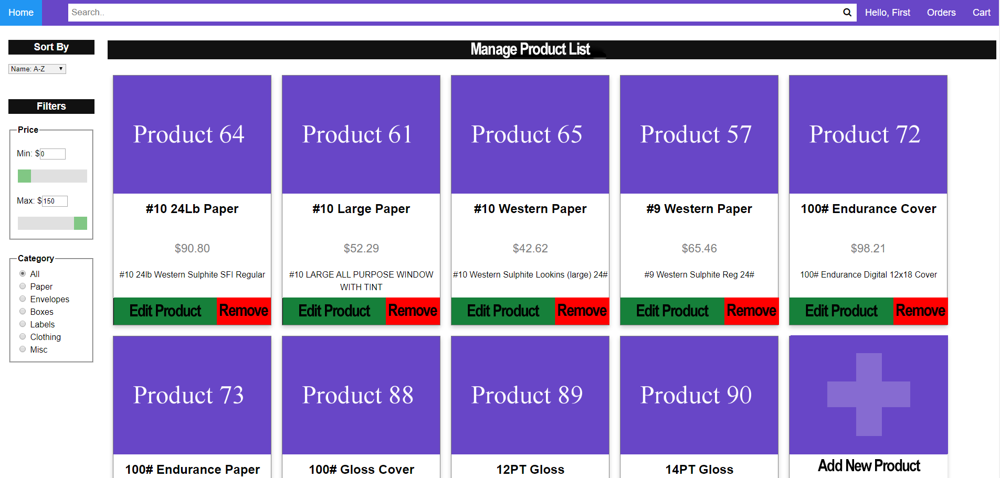 Home
Search..
Hello, First
Orders
Cart
Sort By
Name: A-Z
Filters
Price
Min: $0
Max: $150
Category
All
Paper
Envelopes
Boxes
Labels
Clothing
Misc
Manage Product List
Product 64
#10 24Lb Paper
$90.80
#10 24lb Western Sulphite SFI Regular
Edit Product
Remove
Product 61
#10 Large Paper
$52.29
#10 LARGE ALL PURPOSE WINDOW
WITH TINT
Edit Product
Remove
Product 65
#10 Western Paper
$42.62
#10 Western Sulphite Lookins (large) 24#
Edit Product
Remove
Product 57
#9 Western Paper
$65.46
#9 Western Sulphite Reg 24#
Edit Product
Remove
Product 72
100# Endurance Cover
$98.21
100# Endurance Digital 12x18 Cover
Edit Product
Remove
Product 73
100# Endurance Paper
Product 88
100# Gloss Cover
Product 89
12PT Gloss
Product 90
14PT Gloss
Add New Product